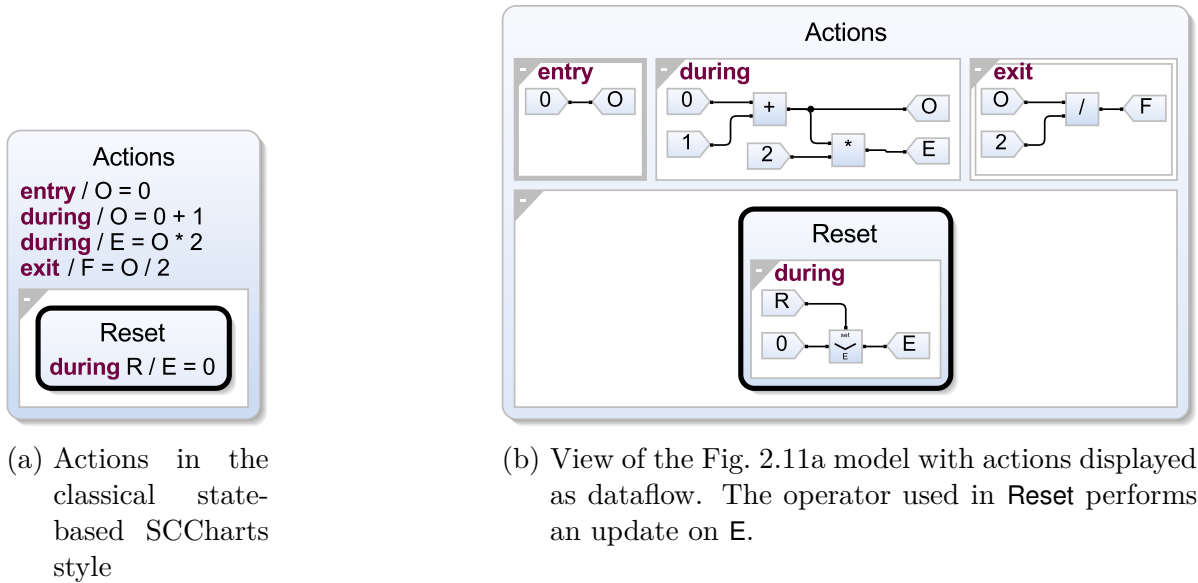 Actions
entry / O = 0
during / O = 0 + 1
during / E = O * 2
exit / F = O / 2
-
Reset
during R / E = 0
(a) Actions in the
classical state-
based SCCharts
style
Actions
- entry
0 O
- during
0 + O
1 2 * E
- exit
O / F
2
Reset
- during
R
set
0 E
E
(b) View of the Fig. 2.11a model with actions displayed
as dataflow. The operator used in Reset performs
an update on E.